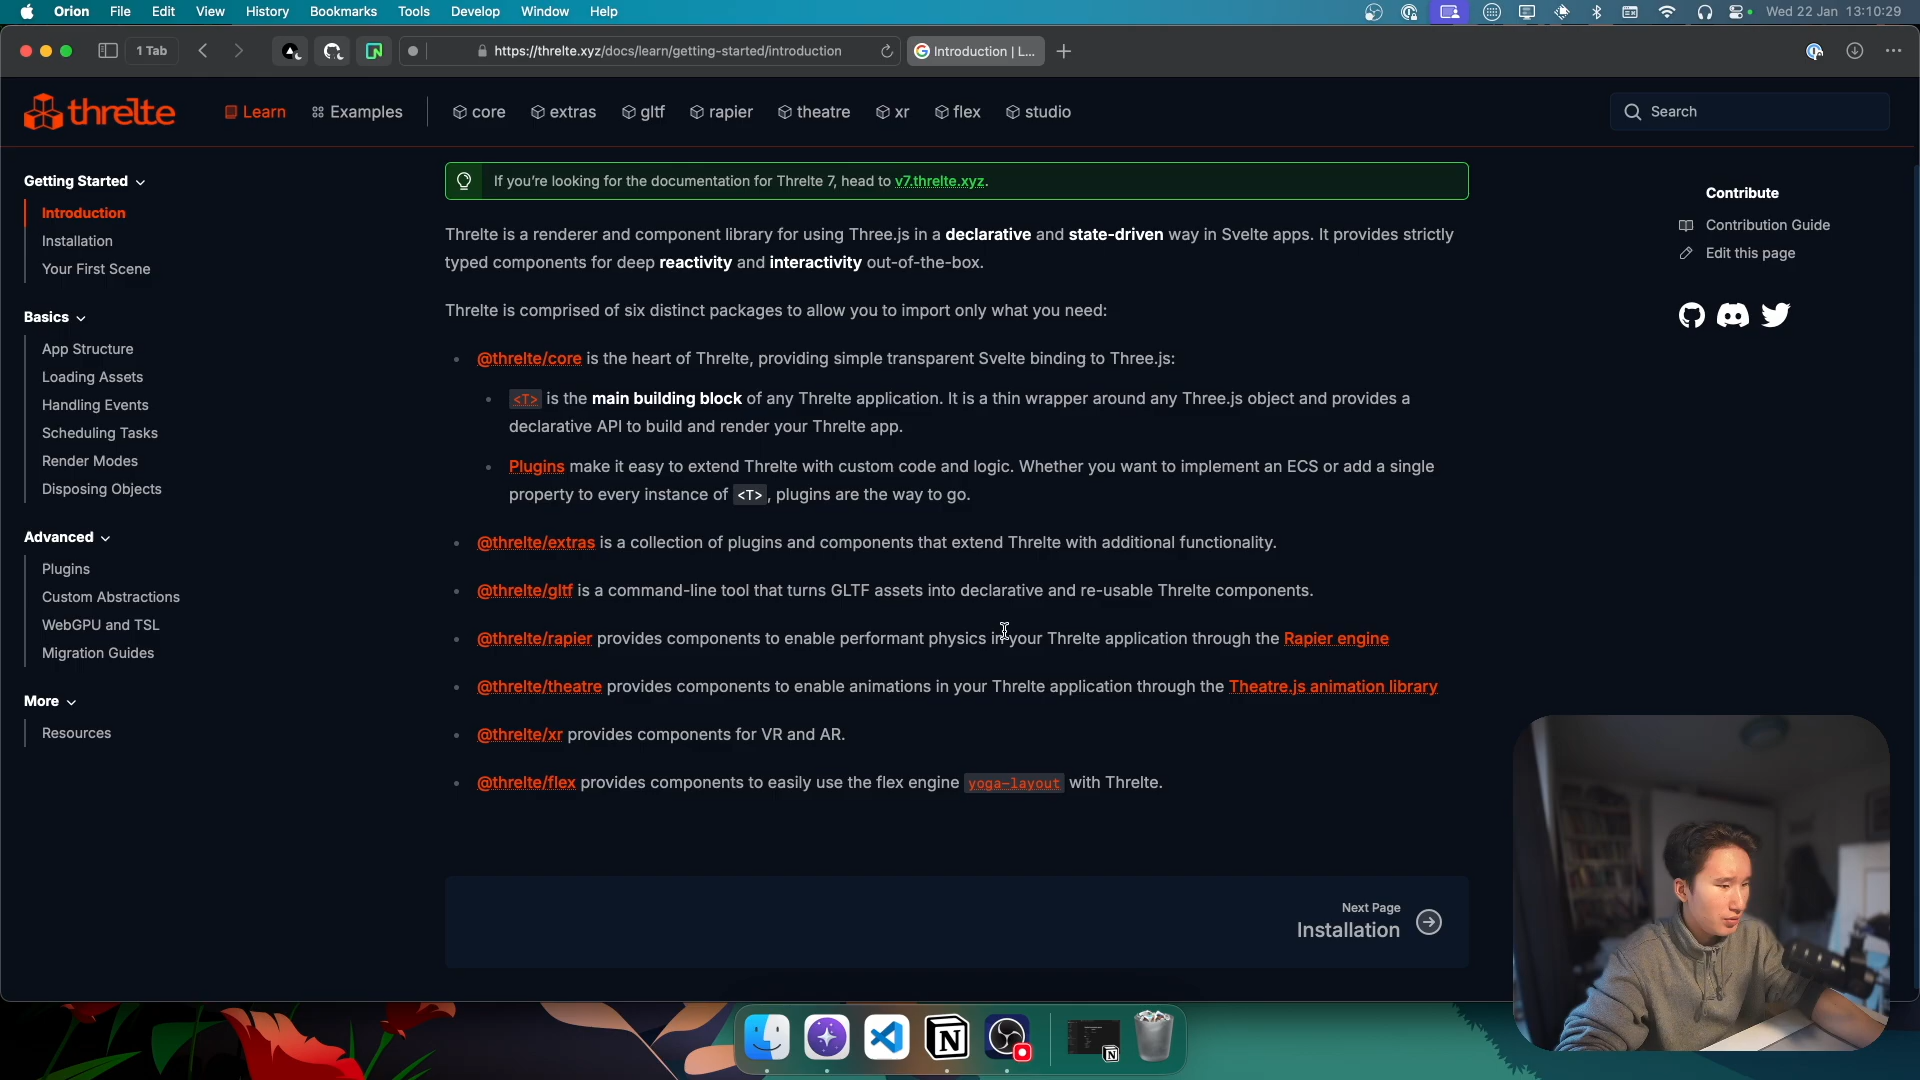 Orion File Edit View History Bookmarks Tools Develop Window Help Wed 22 Jan 13:10:29
1 Tab https://threlte.xyz/docs/learn/getting-started/introduction Introduction | L...
threlte Learn Examples core extras gltf rapier theatre xr flex studio Search
Getting Started
Introduction
Installation
Your First Scene
Basics
App Structure
Loading Assets
Handling Events
Scheduling Tasks
Render Modes
Disposing Objects
Advanced
Plugins
Custom Abstractions
WebGPU and TSL
Migration Guides
More
Resources
If you're looking for the documentation for Threlte 7, head to v7.threlte.xyz.
Threlte is a renderer and component library for using Three.js in a declarative and state-driven way in Svelte apps. It provides strictly
typed components for deep reactivity and interactivity out-of-the-box.
Threlte is comprised of six distinct packages to allow you to import only what you need:
@threlte/core is the heart of Threlte, providing simple transparent Svelte binding to Three.js:
<T> is the main building block of any Threlte application. It is a thin wrapper around any Three.js object and provides a
declarative API to build and render your Threlte app.
Plugins make it easy to extend Threlte with custom code and logic. Whether you want to implement an ECS or add a single
property to every instance of <T>, plugins are the way to go.
@threlte/extras is a collection of plugins and components that extend Threlte with additional functionality.
@threlte/gltf is a command-line tool that turns GLTF assets into declarative and re-usable Threlte components.
@threlte/rapier provides components to enable performant physics in your Threlte application through the Rapier engine
@threlte/theatre provides components to enable animations in your Threlte application through the Theatre.js animation library
@threlte/xr provides components for VR and AR.
@threlte/flex provides components to easily use the flex engine yoga-layout with Threlte.
Next Page
Installation
Contribute
Contribution Guide
Edit this page